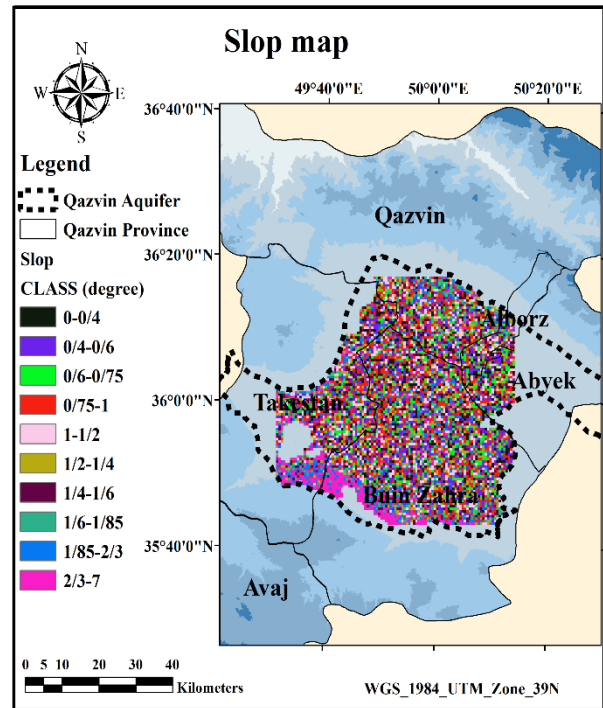 Slop map
N
W E
S
49°40'0"E 50°0'0"E 50°20'0"E
36°40'0"N
36°20'0"N
36°0'0"N
35°40'0"N
Legend
Qazvin Aquifer
Qazvin Province
Slop
CLASS (degree)
0-0/4
0/4-0/6
0/6-0/75
0/75-1
1-1/2
1/2-1/4
1/4-1/6
1/6-1/85
1/85-2/3
2/3-7
Qazvin
Alborz
Abyek
Takestan
Buin Zahra
Avaj
0 5 10 20 30 40
Kilometers
WGS_1984_UTM_Zone_39N